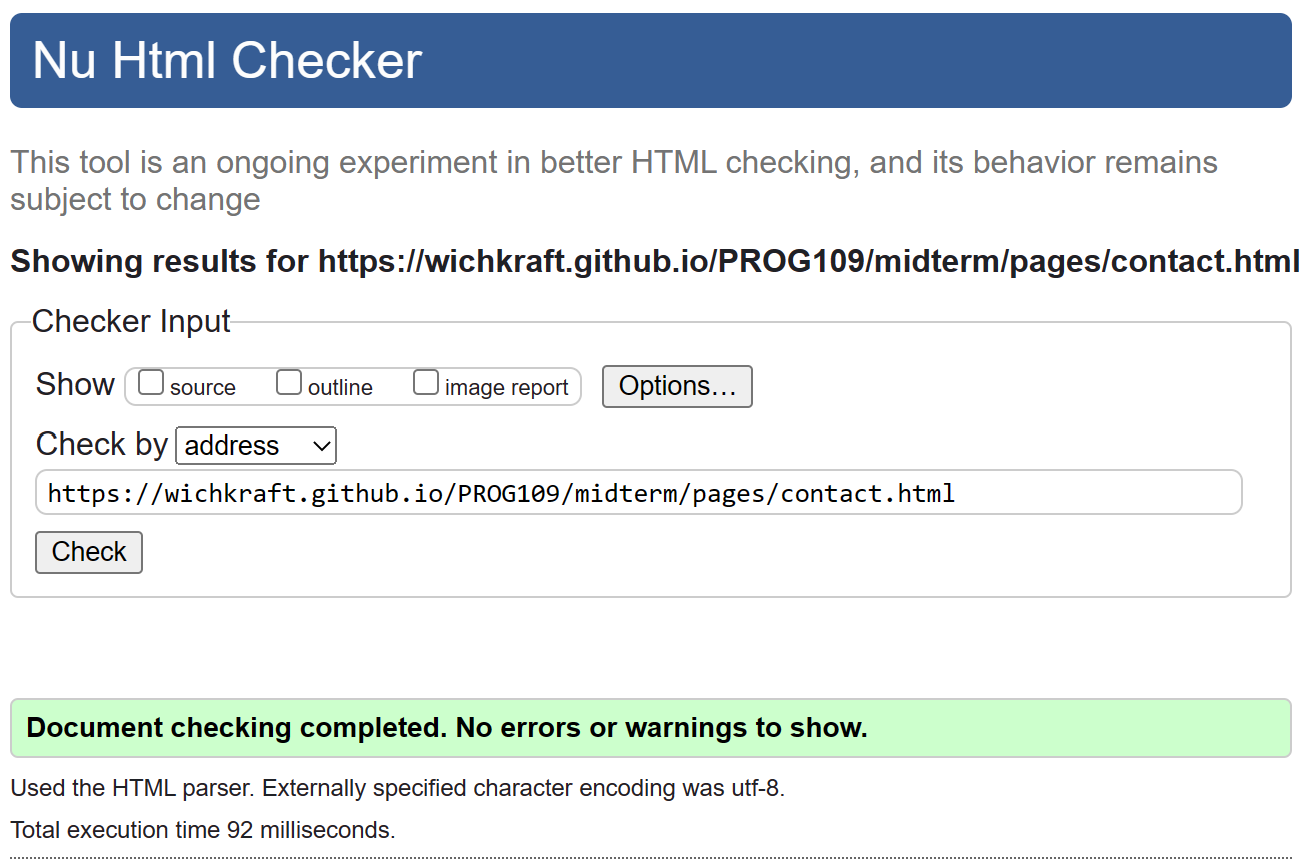 Nu Html Checker
This tool is an ongoing experiment in better HTML checking, and its behavior remains
subject to change
Showing results for https://wichkraft.github.io/PROG109/midterm/pages/contact.html
Checker Input
Show source outline image report Options…
Check by address
https://wichkraft.github.io/PROG109/midterm/pages/contact.html
Check
Document checking completed. No errors or warnings to show.
Used the HTML parser. Externally specified character encoding was utf-8.
Total execution time 92 milliseconds.